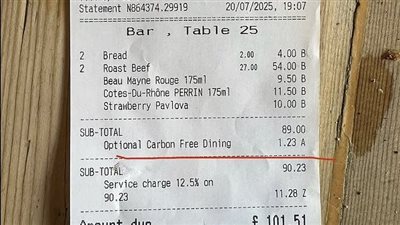 Statement N864374.29919 20/07/2025, 19:07
Bar , Table 25
2 Bread 2.00 4.00 B
2 Roast Beef 27.00 54.00 B
Beau Mayne Rouge 175ml 9.50 B
Cotes-Du-Rhône PERRIN 175ml 11.50 B
Strawberry Pavlova 10.00 B
SUB-TOTAL 89.00
Optional Carbon Free Dining 1.23 A
SUB-TOTAL 90.23
Service charge 12.5% on
90.23 11.28 Z
Amount due £ 101.51